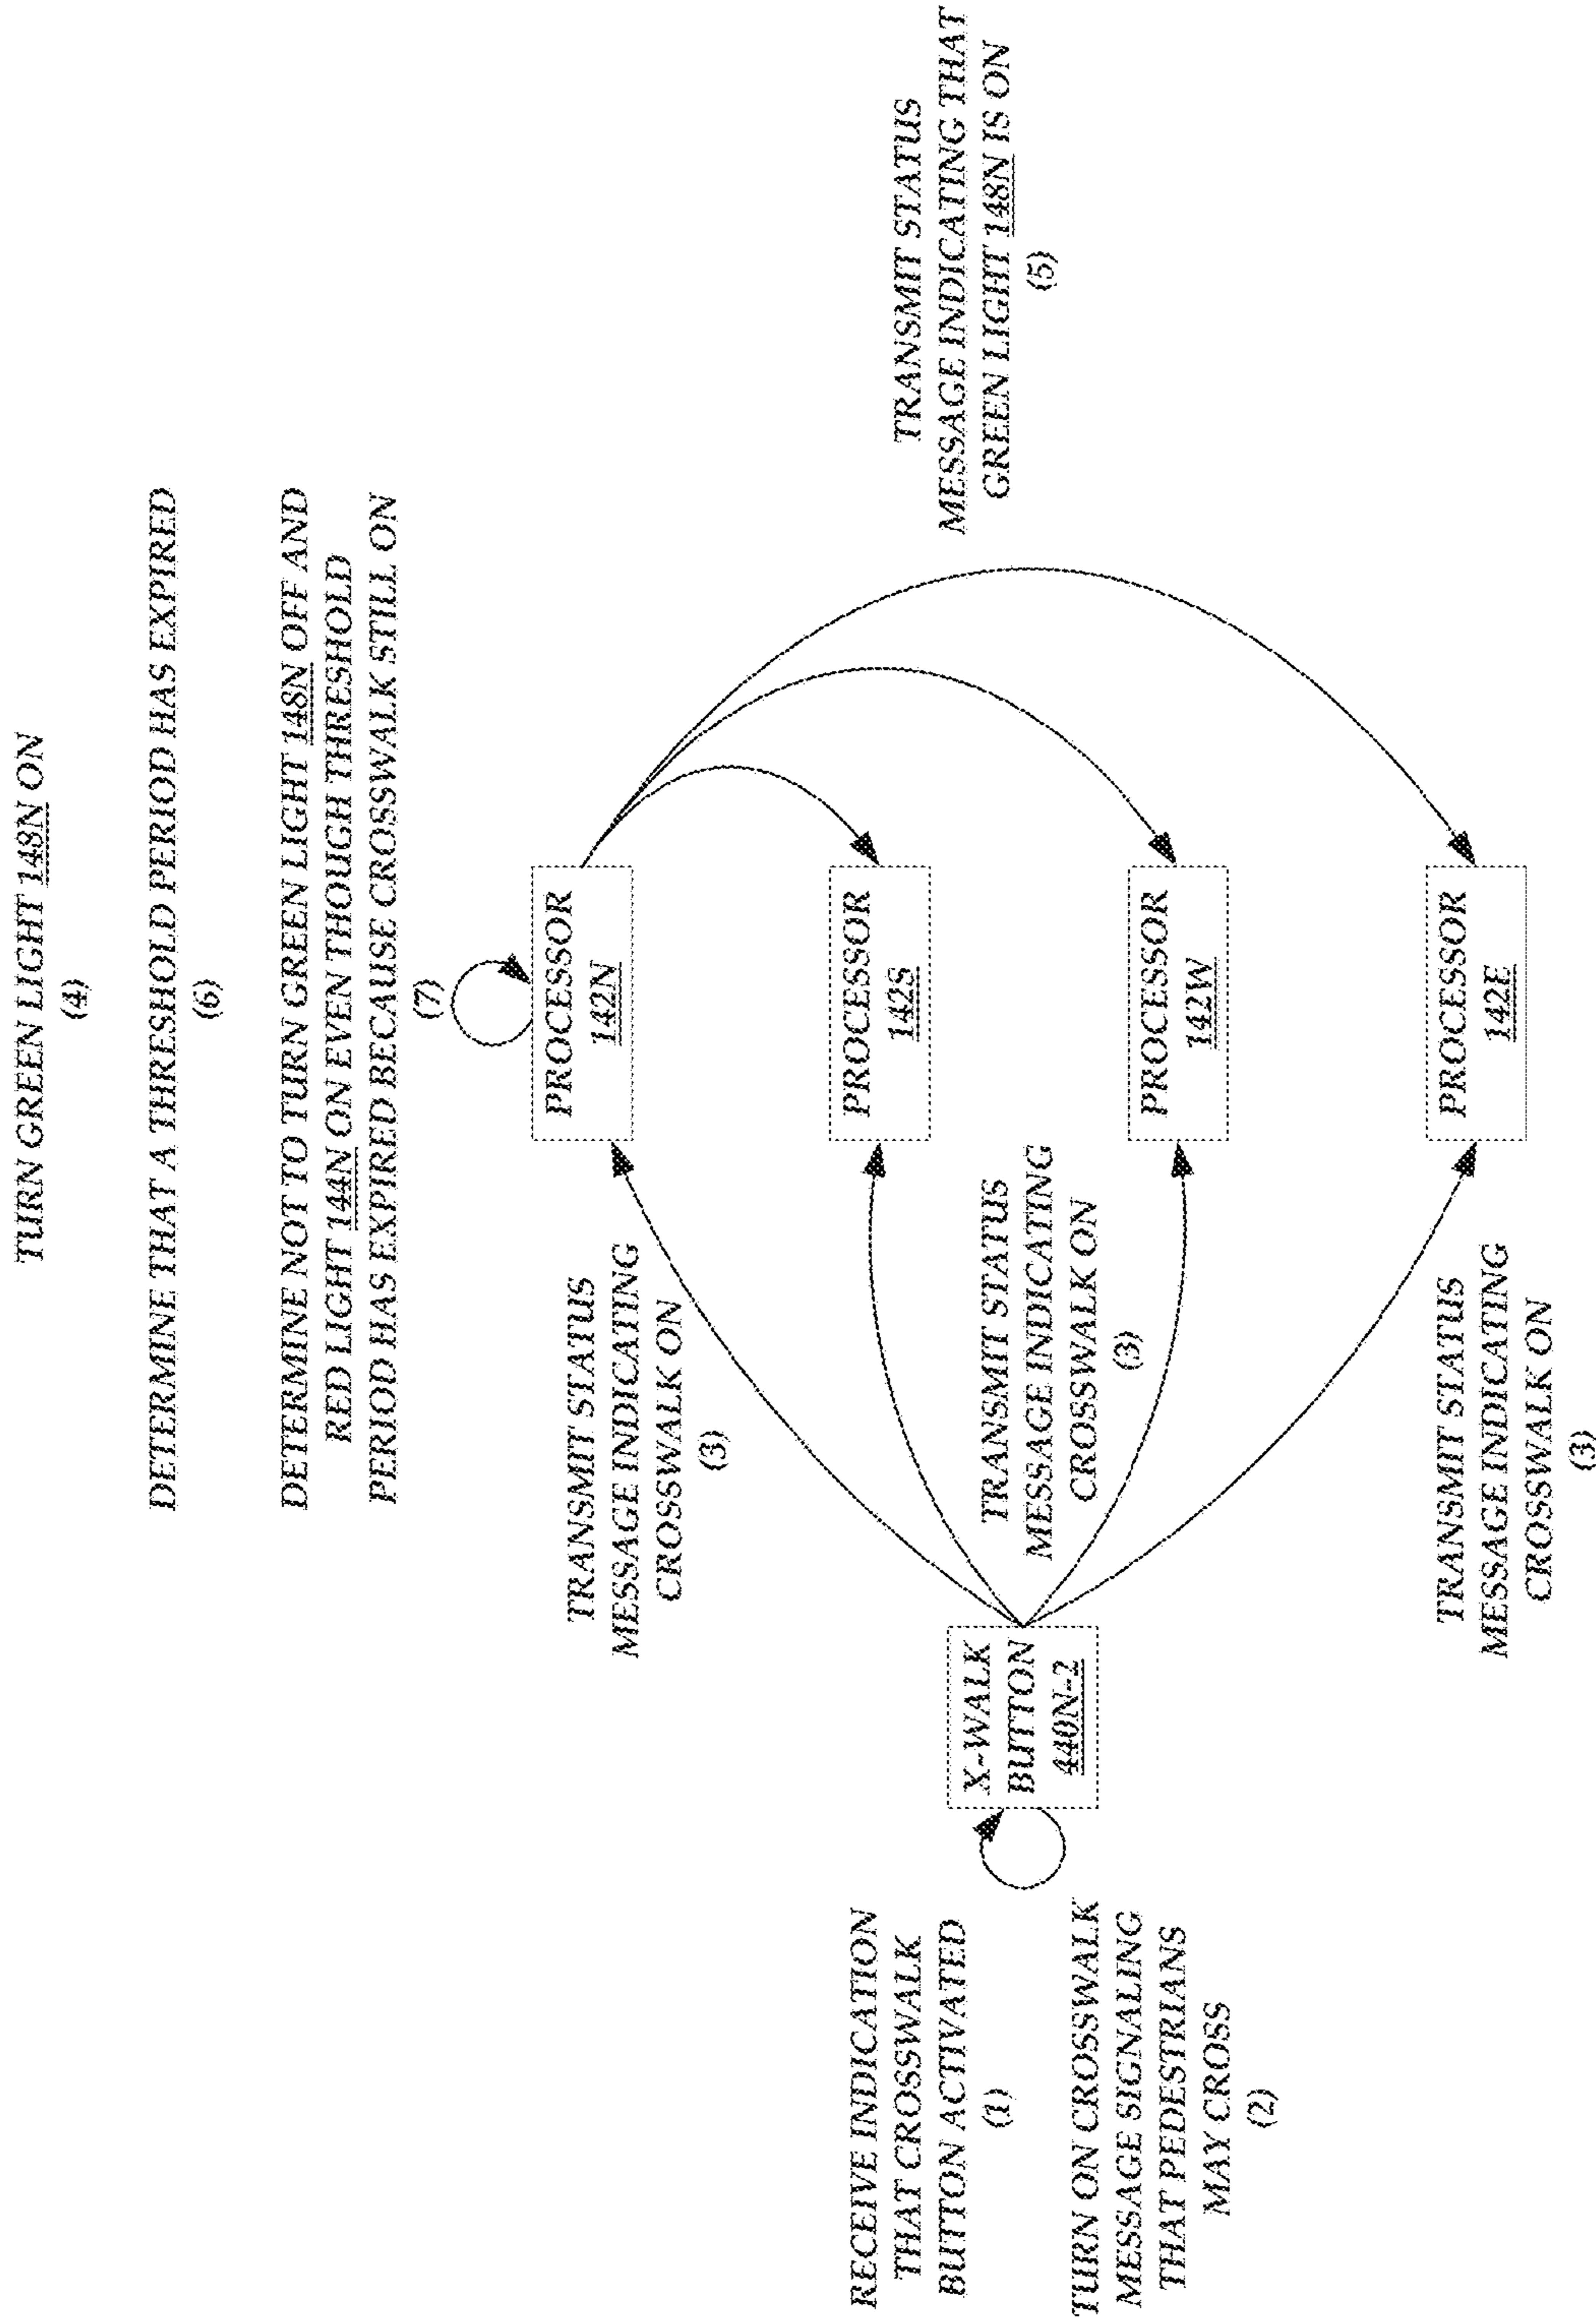 TURN GREEN LIGHT 148N ON
(4)
DETERMINE THAT A THRESHOLD PERIOD HAS EXPIRED
(6)
DETERMINE NOT TO TURN GREEN LIGHT 148N OFF AND
RED LIGHT 144N ON EVEN THOUGH THRESHOLD
PERIOD HAS EXPIRED BECAUSE CROSSWALK STILL ON
(7)
PROCESSOR
142N
TRANSMIT STATUS
MESSAGE INDICATING
CROSSWALK ON
(3)
PROCESSOR
142S
TRANSMIT STATUS
MESSAGE INDICATING THAT
GREEN LIGHT 148N IS ON
(5)
RECEIVE INDICATION
THAT CROSSWALK
BUTTON ACTIVATED
(1)
X-WALK
BUTTON
440N-2
TRANSMIT STATUS
MESSAGE INDICATING
CROSSWALK ON
(3)
TURN ON CROSSWALK
MESSAGE SIGNALING
THAT PEDESTRIANS
MAY CROSS
(2)
PROCESSOR
142W
TRANSMIT STATUS
MESSAGE INDICATING
CROSSWALK ON
(3)
PROCESSOR
142E